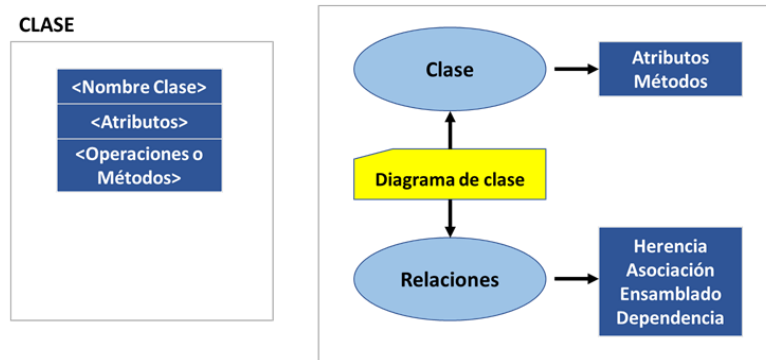 CLASE
<Nombre Clase>
<Atributos>
<Operaciones o
Métodos>
Clase
Atributos
Métodos
Diagrama de clase
Relaciones
Herencia
Asociación
Ensamblado
Dependencia